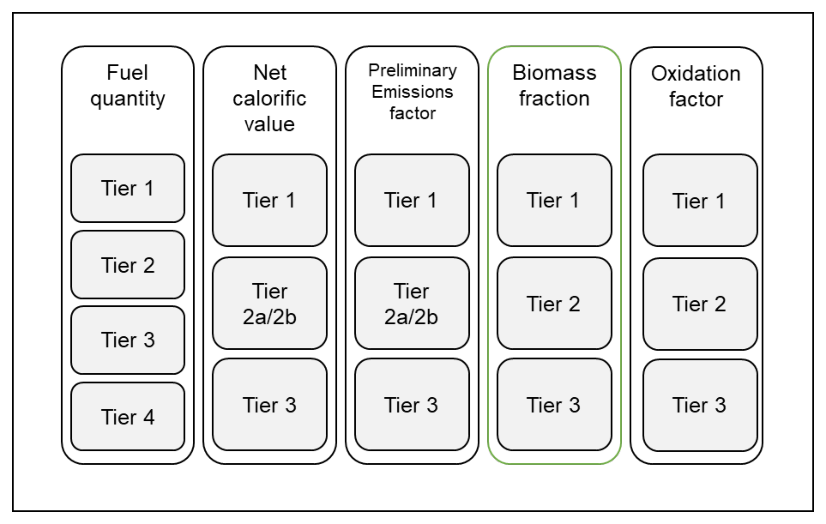 Fuel
quantity
Tier 1
Tier 2
Tier 3
Tier 4
Net
calorific
value
Tier 1
Tier
2a/2b
Tier 3
Preliminary
Emissions
factor
Tier 1
Tier
2a/2b
Tier 3
Biomass
fraction
Tier 1
Tier 2
Tier 3
Oxidation
factor
Tier 1
Tier 2
Tier 3